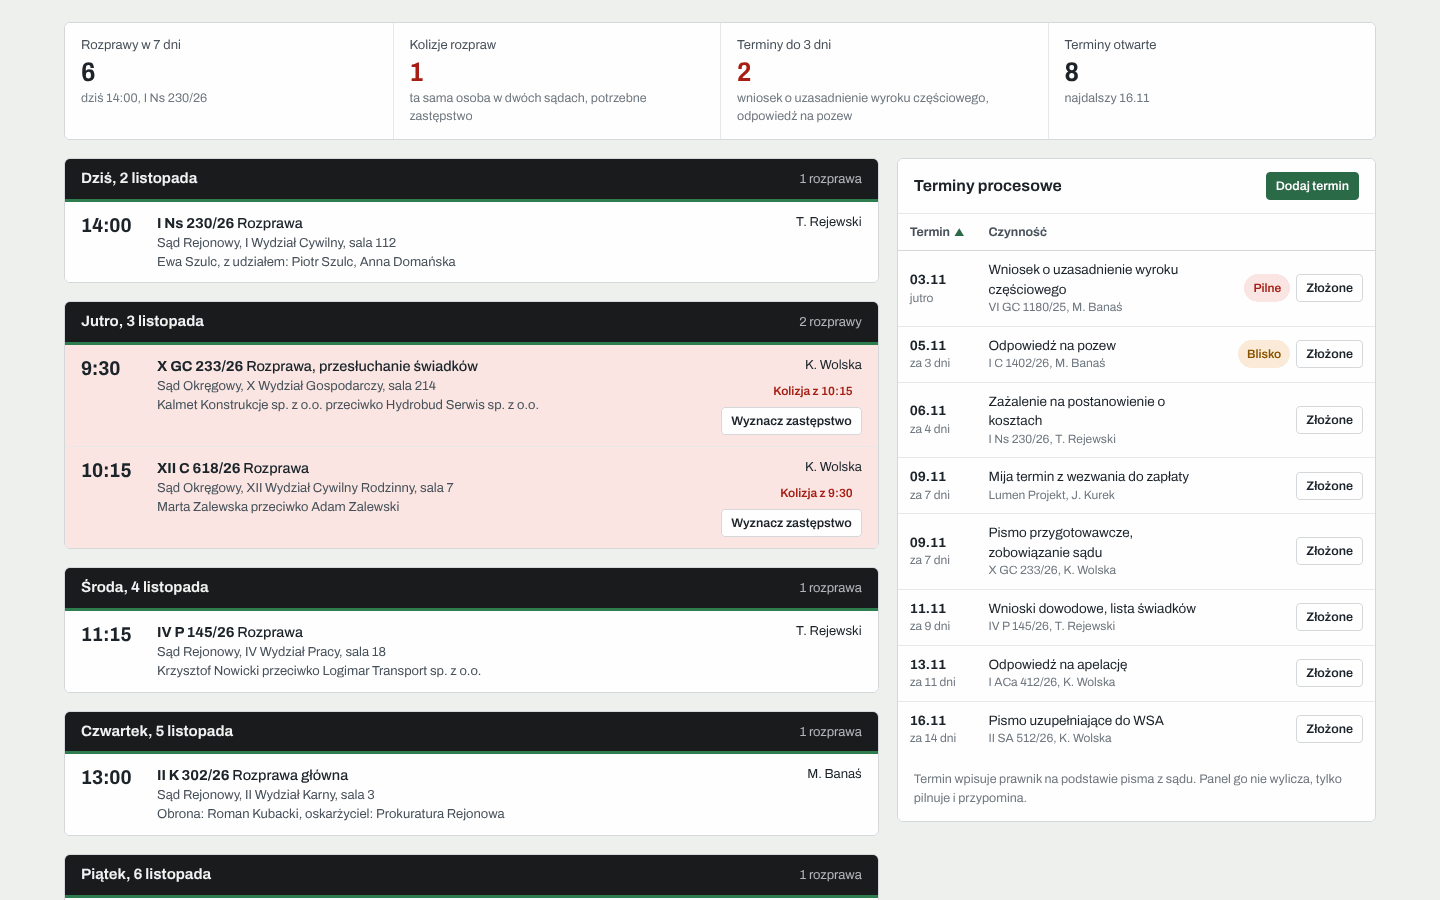 Rozprawy w 7 dni
6
dziś 14:00, I Ns 230/26
Kolizje rozpraw
1
ta sama osoba w dwóch sądach, potrzebne
zastępstwo
Terminy do 3 dni
2
wniosek o uzasadnienie wyroku częściowego,
odpowiedź na pozew
Terminy otwarte
8
najdalszy 16.11
Dziś, 2 listopada
1 rozprawa
14:00
I Ns 230/26 Rozprawa
Sąd Rejonowy, I Wydział Cywilny, sala 112
Ewa Szulc, z udziałem: Piotr Szulc, Anna Domańska
T. Rejewski
Jutro, 3 listopada
2 rozprawy
9:30
X GC 233/26 Rozprawa, przesłuchanie świadków
Sąd Okręgowy, X Wydział Gospodarczy, sala 214
Kalmet Konstrukcje sp. z o.o. przeciwko Hydrobud Serwis sp. z o.o.
K. Wolska
Kolizja z 10:15
Wyznacz zastępstwo
10:15
XII C 618/26 Rozprawa
Sąd Okręgowy, XII Wydział Cywilny Rodzinny, sala 7
Marta Zalewska przeciwko Adam Zalewski
K. Wolska
Kolizja z 9:30
Wyznacz zastępstwo
Środa, 4 listopada
1 rozprawa
11:15
IV P 145/26 Rozprawa
Sąd Rejonowy, IV Wydział Pracy, sala 18
Krzysztof Nowicki przeciwko Logimar Transport sp. z o.o.
T. Rejewski
Czwartek, 5 listopada
1 rozprawa
13:00
II K 302/26 Rozprawa główna
Sąd Rejonowy, II Wydział Karny, sala 3
Obrona: Roman Kubacki, oskarżyciel: Prokuratura Rejonowa
M. Banaś
Piątek, 6 listopada
1 rozprawa
Terminy procesowe
Dodaj termin
Termin ▲
Czynność
03.11
jutro
Wniosek o uzasadnienie wyroku
częściowego
VI GC 1180/25, M. Banaś
Pilne
Złożone
05.11
za 3 dni
Odpowiedź na pozew
I C 1402/26, M. Banaś
Blisko
Złożone
06.11
za 4 dni
Zażalenie na postanowienie o
kosztach
I Ns 230/26, T. Rejewski
Złożone
09.11
za 7 dni
Mija termin z wezwania do zapłaty
Lumen Projekt, J. Kurek
Złożone
09.11
za 7 dni
Pismo przygotowawcze,
zobowiązanie sądu
X GC 233/26, K. Wolska
Złożone
11.11
za 9 dni
Wnioski dowodowe, lista świadków
IV P 145/26, T. Rejewski
Złożone
13.11
za 11 dni
Odpowiedź na apelację
I ACa 412/26, K. Wolska
Złożone
16.11
za 14 dni
Pismo uzupełniające do WSA
II SA 512/26, K. Wolska
Złożone
Termin wpisuje prawnik na podstawie pisma z sądu. Panel go nie wylicza, tylko
pilnuje i przypomina.